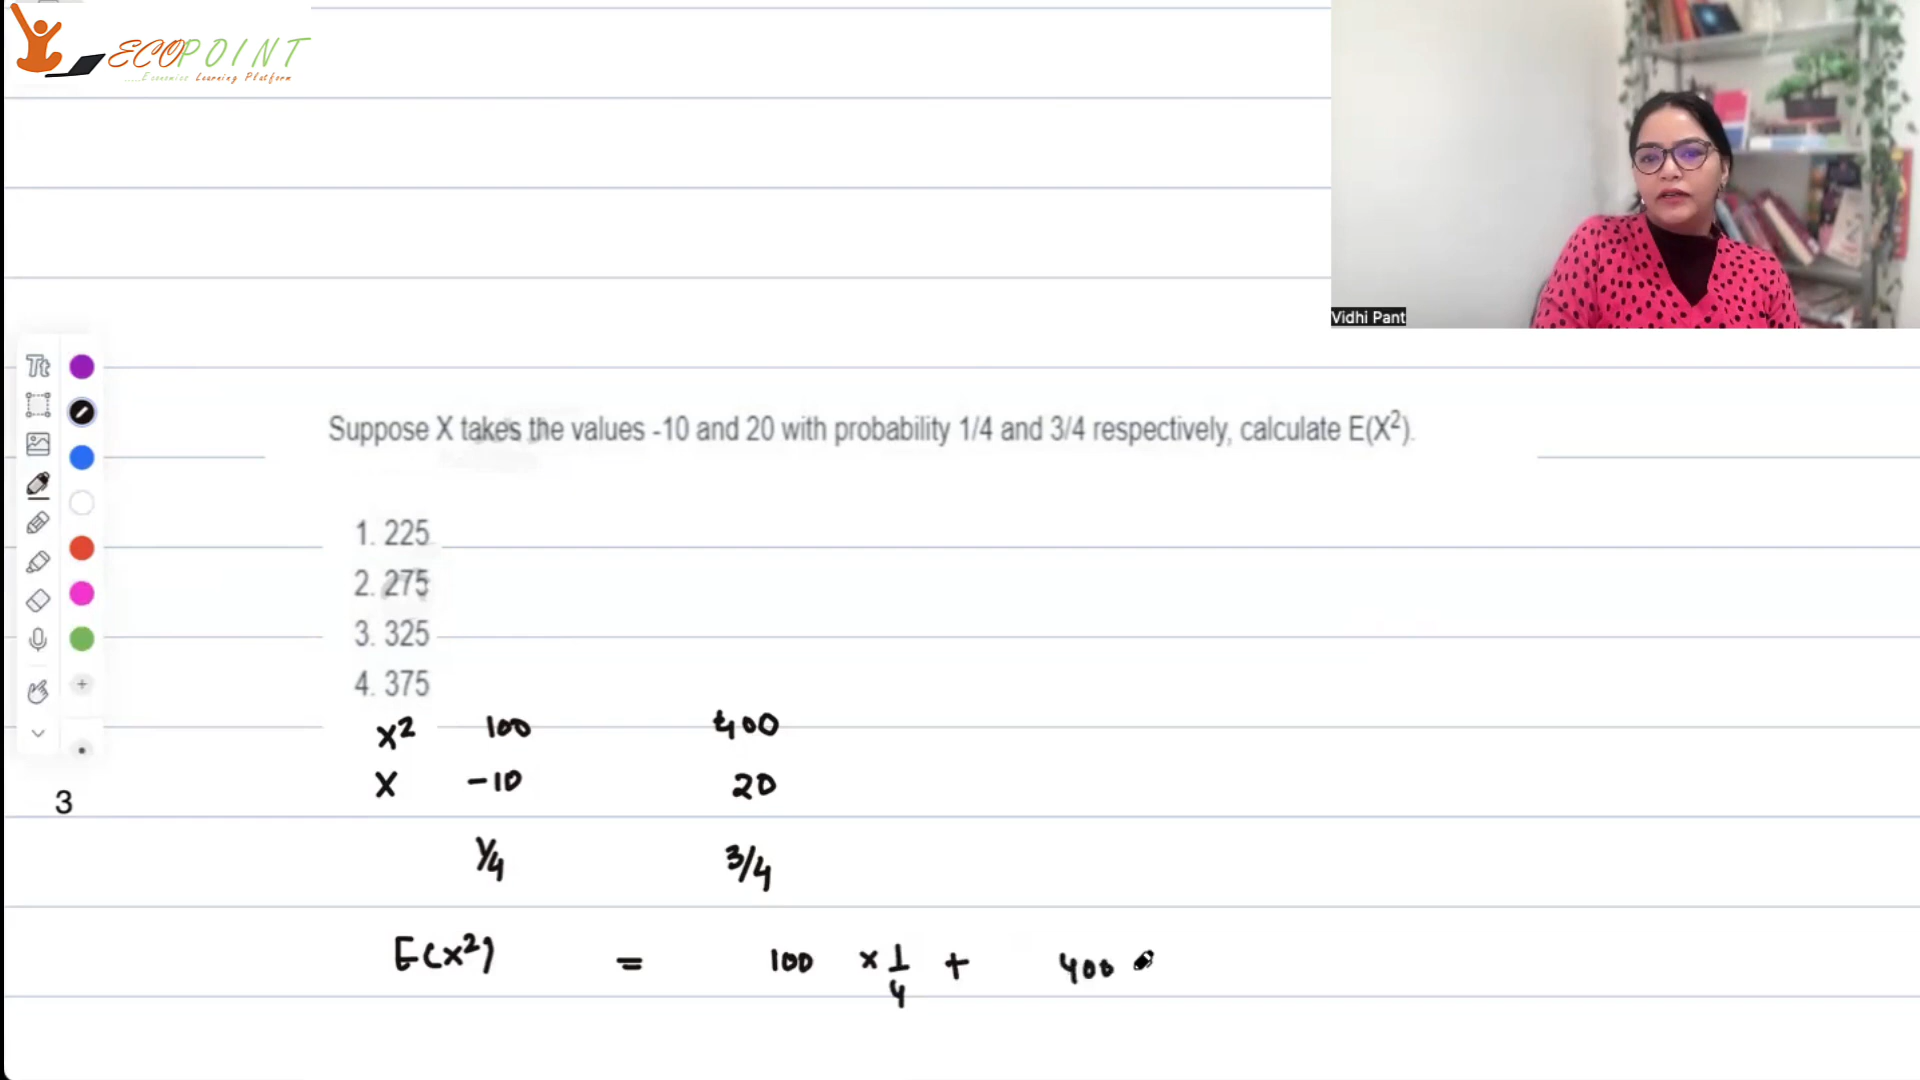 ECOPOINT
.....Economics Learning Platform
Vidhi Pant
Tt
Suppose X takes the values -10 and 20 with probability 1/4 and 3/4 respectively, calculate E(X²).
1. 225
2. 275
3. 325
4. 375
X² 100 400
X -10 20
3
1/4 3/4
E(X²) = 100 × 1/4 + 400